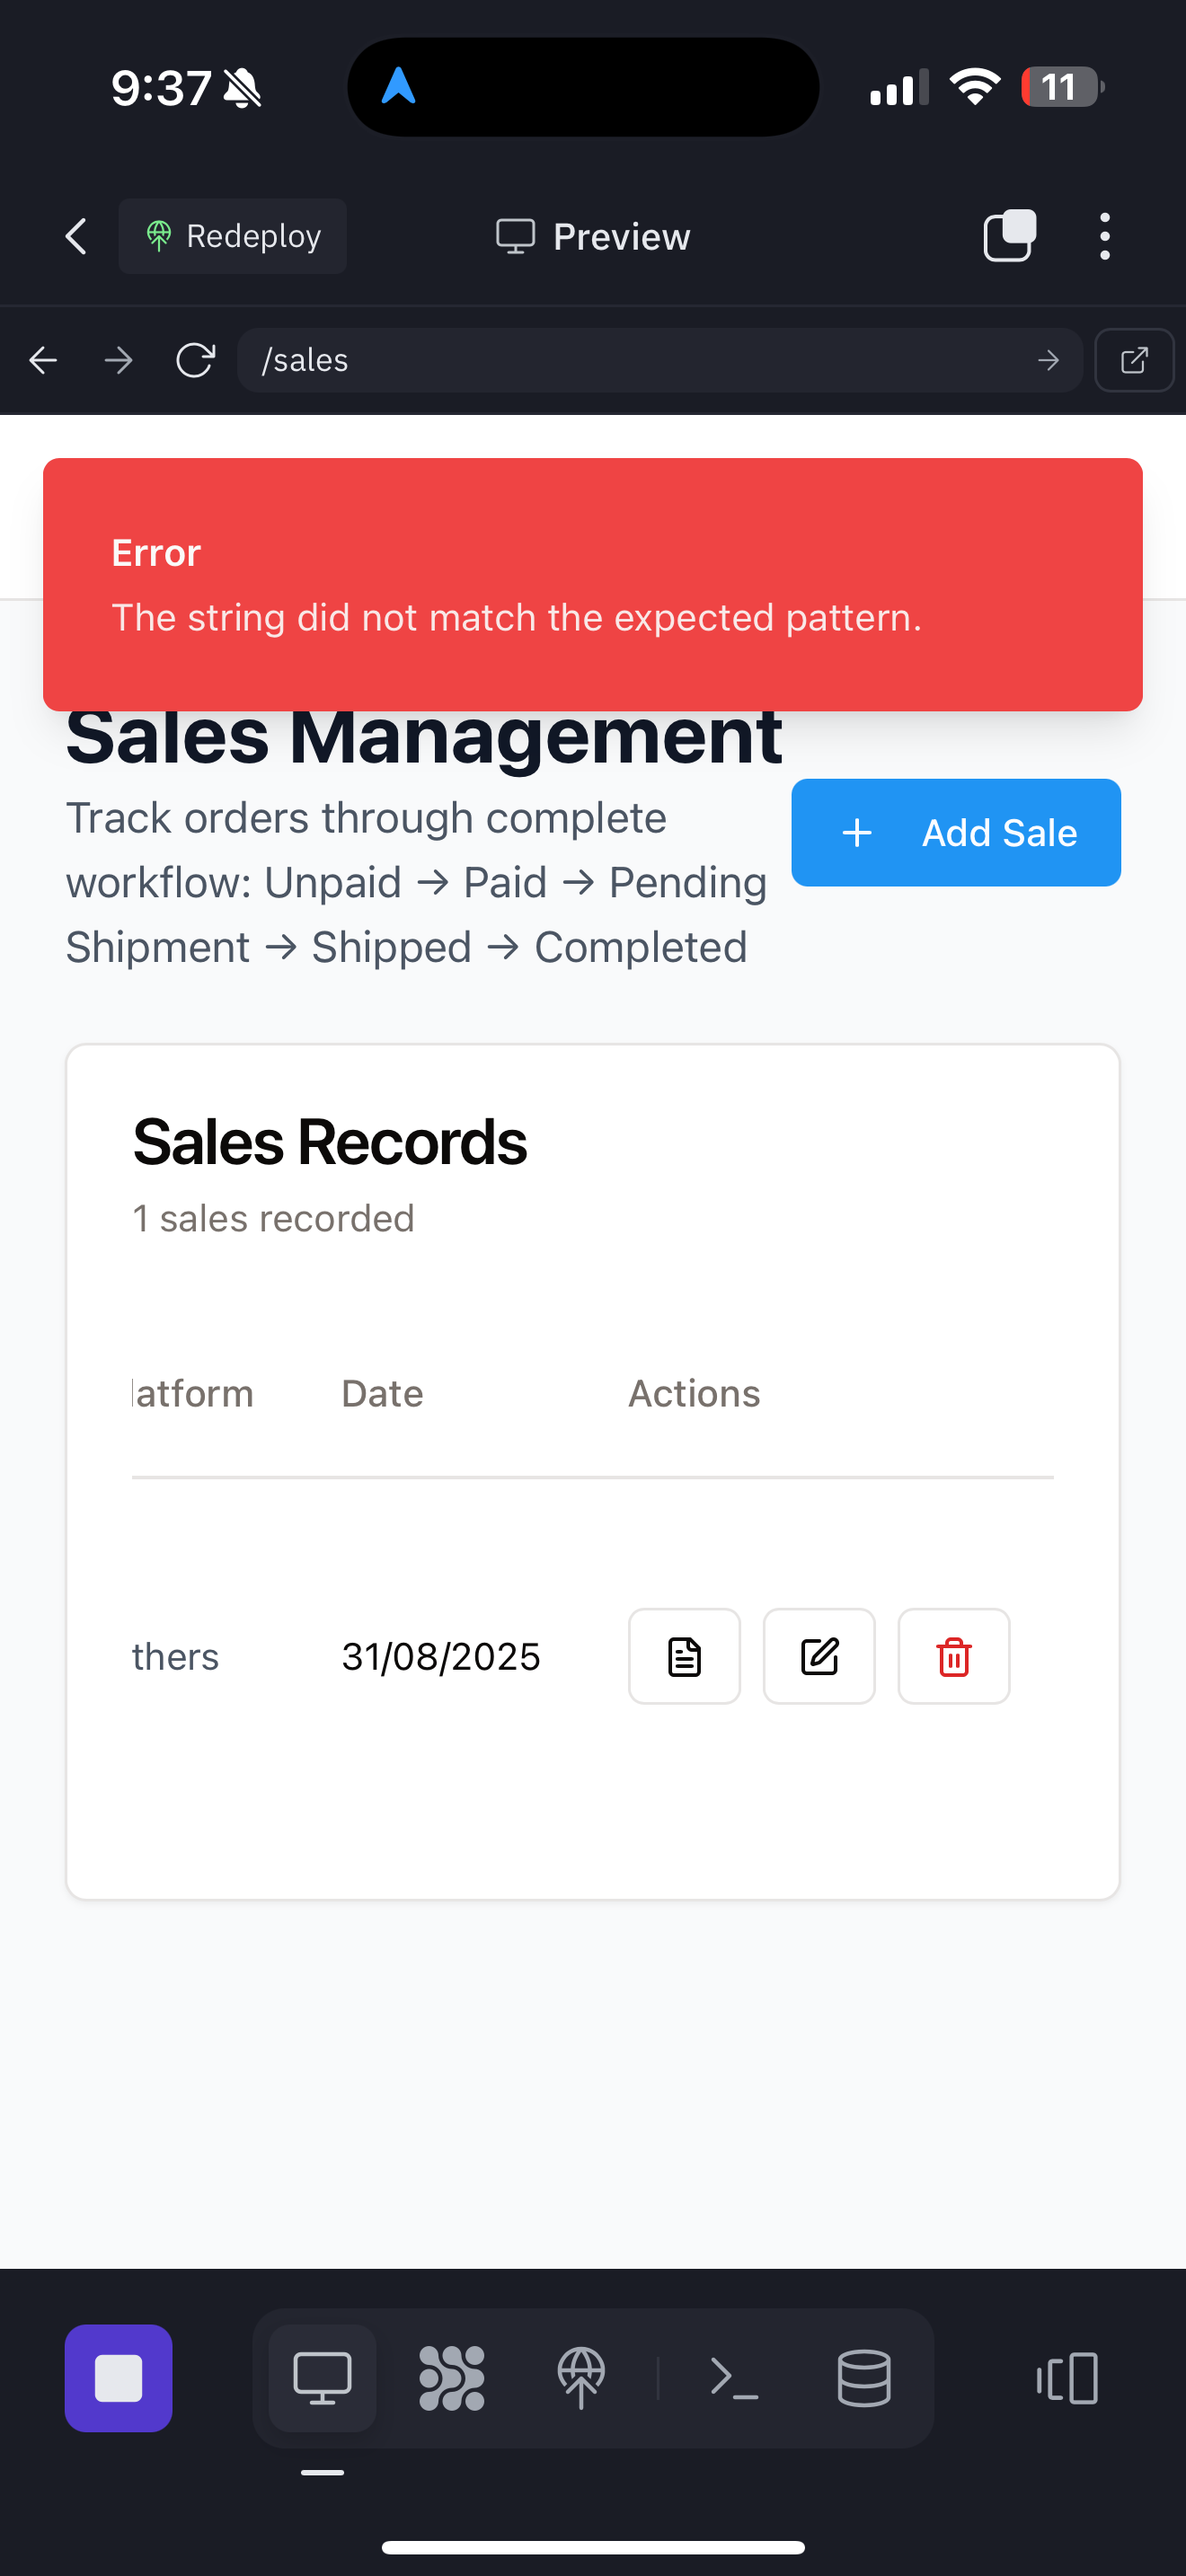 9:37
11
Redeploy
Preview
/sales
Error
The string did not match the expected pattern.
Sales Management
Track orders through complete
workflow: Unpaid → Paid → Pending
Shipment → Shipped → Completed
+ Add Sale
Sales Records
1 sales recorded
latform Date Actions
thers 31/08/2025